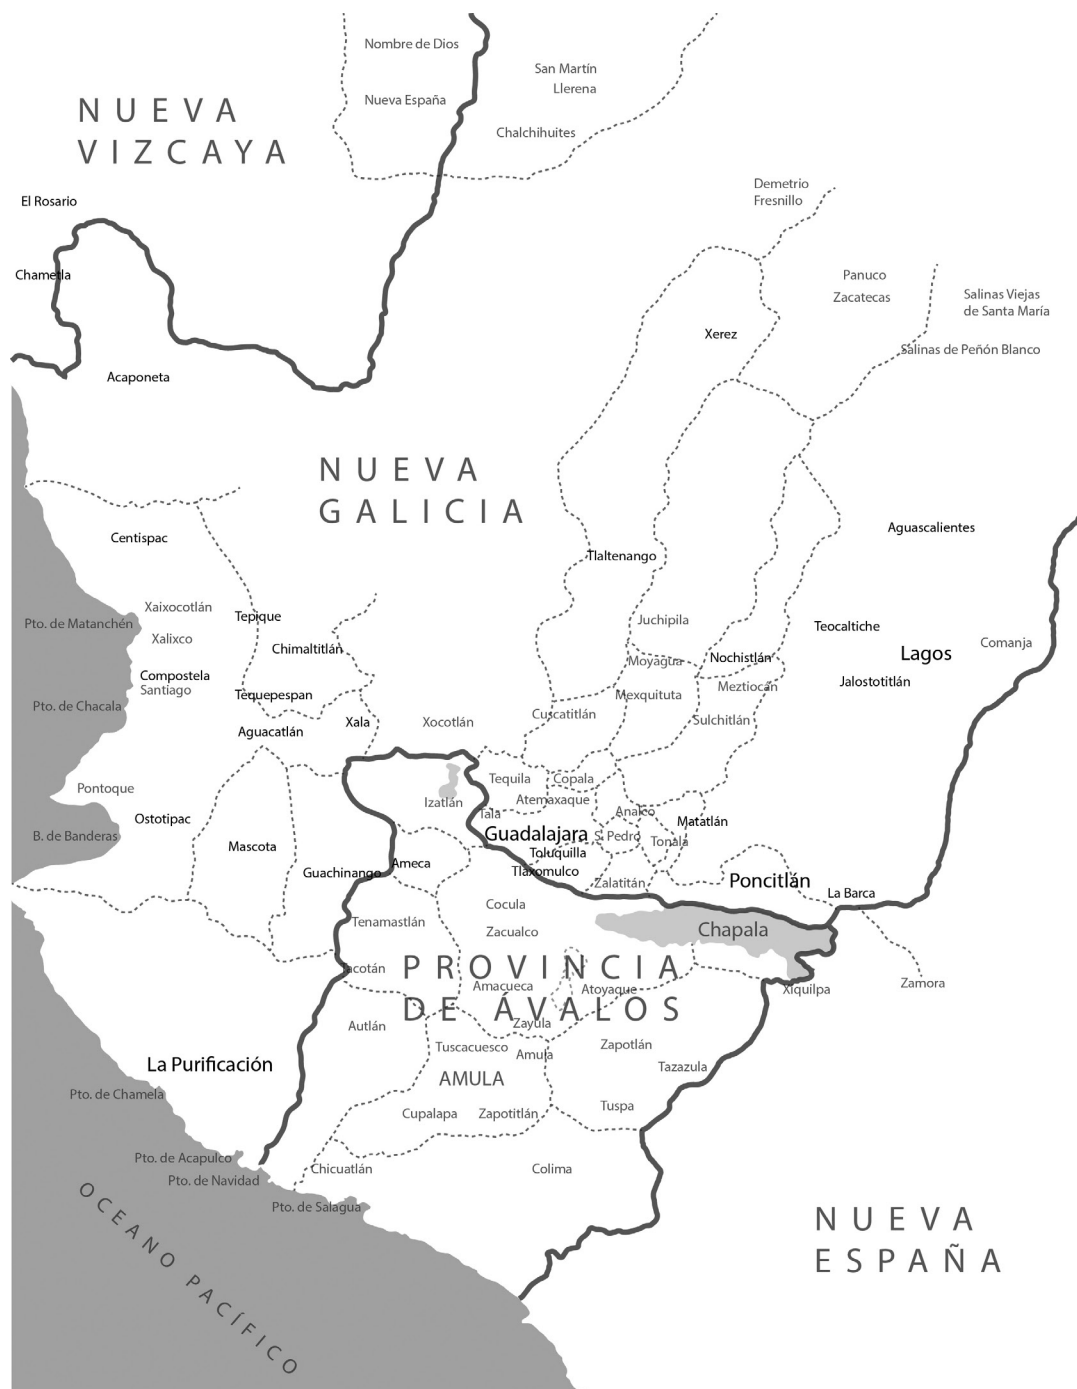 Nombre de Dios
San Martín
Llerena
Nueva España
NUEVA
VIZCAYA
Chalchihuites
Demetrio
Fresnillo
El Rosario
Chametla
Panuco
Zacatecas
Salinas Viejas
de Santa María
Xerez
Salinas de Peñón Blanco
Acaponeta
NUEVA
GALICIA
Aguascalientes
Centispac
Tlaltenango
Xaixocotlán
Tepique
Pto. de Matanchén
Juchipila
Teocaltiche
Xalixco
Chimaltitlán
Comanja
Lagos
Moyagua
Nochistlán
Compostela
Santiago
Jalostotitlán
Meztiocán
Tequepespan
Mexquituta
Pto. de Chacala
Cuscatitlán
Sulchitlán
Xala
Xocotlán
Aguacatlán
Tequila
Copala
Pontoque
Izatlán
Atemaxaque
Tala
Analco
Ostotipac
Matatlán
B. de Banderas
Guadalajara
S. Pedro
Tonala
Mascota
Toluquilla
Ameca
Guachinango
Tlaxomulco
Zalatitán
Poncitlán
La Barca
Cocula
Tenamastlán
Zacualco
Chapala
Tacotán
PROVINCIA
DE ÁVALOS
Amacueca
Atoyaque
Xiquilpa
Zamora
Autlán
Zayula
Tuscacuesco
Amula
Zapotlán
La Purificación
Tazazula
AMULA
Pto. de Chamela
Cupalapa
Zapotitlán
Tuspa
Pto. de Acapulco
Chicuatlán
Colima
Pto. de Navidad
Pto. de Salagua
OCEANO PACÍFICO
NUEVA
ESPAÑA